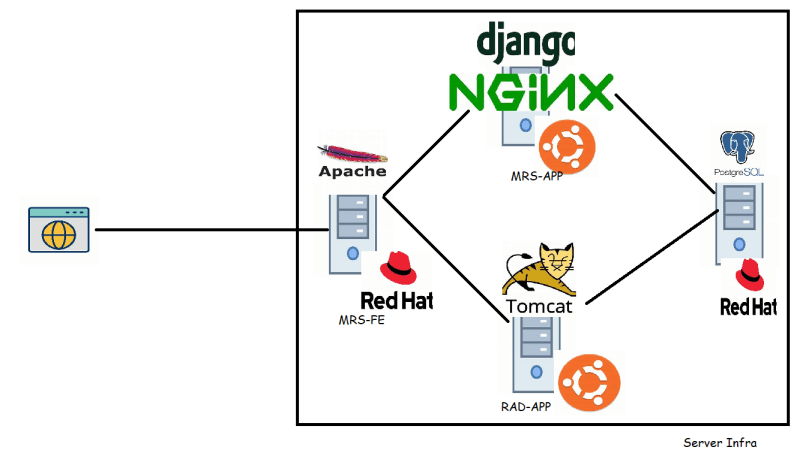 django
NGiNX
MRS-APP
Apache
Red Hat
MRS-FE
PostgreSQL
Red Hat
Tomcat
RAD-APP
Server Infra